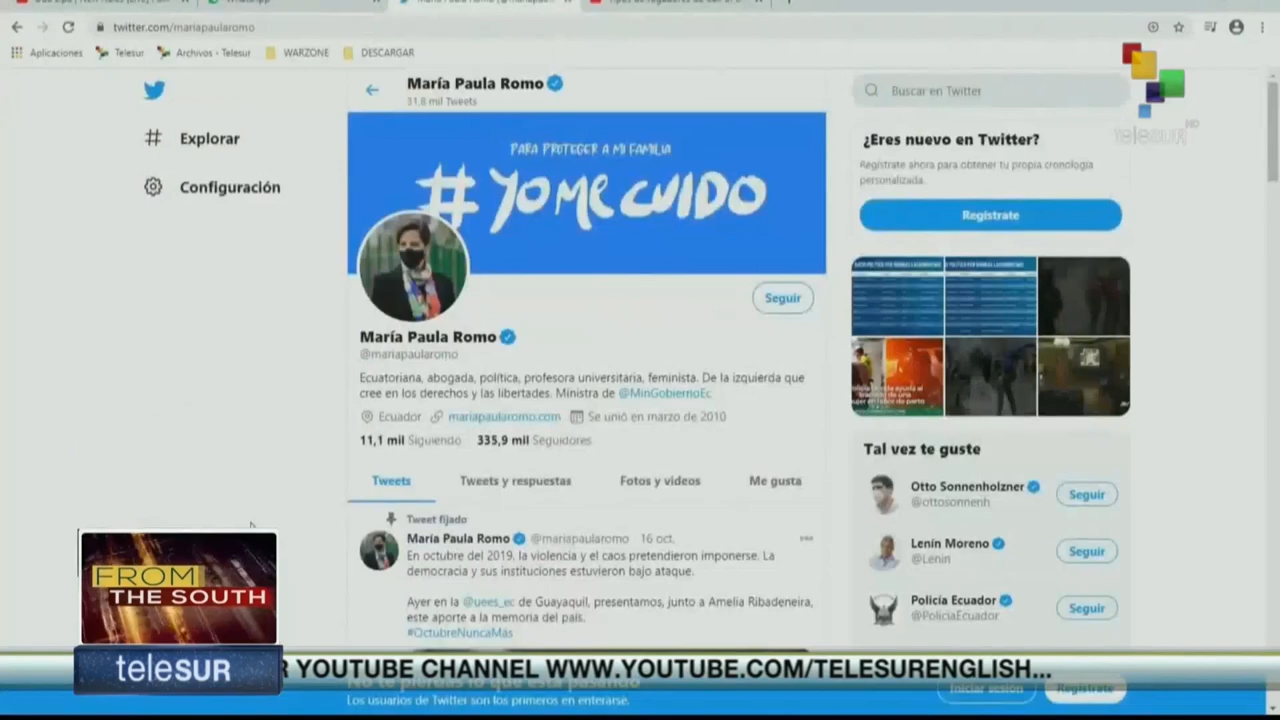 twitter.com/mariapaularomo
Aplicaciones
Telesur
Archivos - Telesur
WARZONE
DESCARGAR
María Paula Romo
31.8 mil Tweets
Buscar en Twitter
teleSUR HD
Explorar
Configuración
PARA PROTEGER A MI FAMILIA
#YO ME CUIDO
¿Eres nuevo en Twitter?
Regístrate ahora para obtener tu propia cronología
personalizada.
Regístrate
Seguir
María Paula Romo
@mariapaularomo
Ecuatoriana, abogada, política, profesora universitaria, feminista. De la izquierda que
cree en los derechos y las libertades. Ministra de @MinGobiernoEc
Ecuador mariapaularomo.com Se unió en marzo de 2010
11,1 mil Siguiendo 335,9 mil Seguidores
Tweets
Tweets y respuestas
Fotos y videos
Me gusta
Tal vez te guste
Otto Sonnenholzner
@ottosonnenh
Seguir
Lenín Moreno
@Lenin
Seguir
Policía Ecuador
@PoliciaEcuador
Seguir
Tweet fijado
María Paula Romo @mariapaularomo 16 oct.
En octubre del 2019, la violencia y el caos pretendieron imponerse. La
democracia y sus instituciones estuvieron bajo ataque.
Ayer en la @uees_ec de Guayaquil, presentamos, junto a Amelia Ribadeneira,
este aporte a la memoria del país.
#OctubreNuncaMás
FROM
THE SOUTH
teleSUR
R YOUTUBE CHANNEL WWW.YOUTUBE.COM/TELESURENGLISH...
Los usuarios de Twitter son los primeros en enterarse.
Iniciar sesión
Regístrate